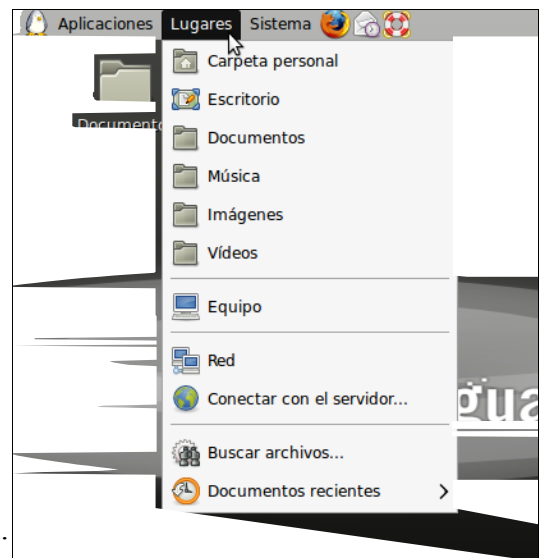 Aplicaciones Lugares Sistema
Carpeta personal
Escritorio
Documentos
Música
Imágenes
Vídeos
Equipo
Red
Conectar con el servidor...
Buscar archivos...
Documentos recientes